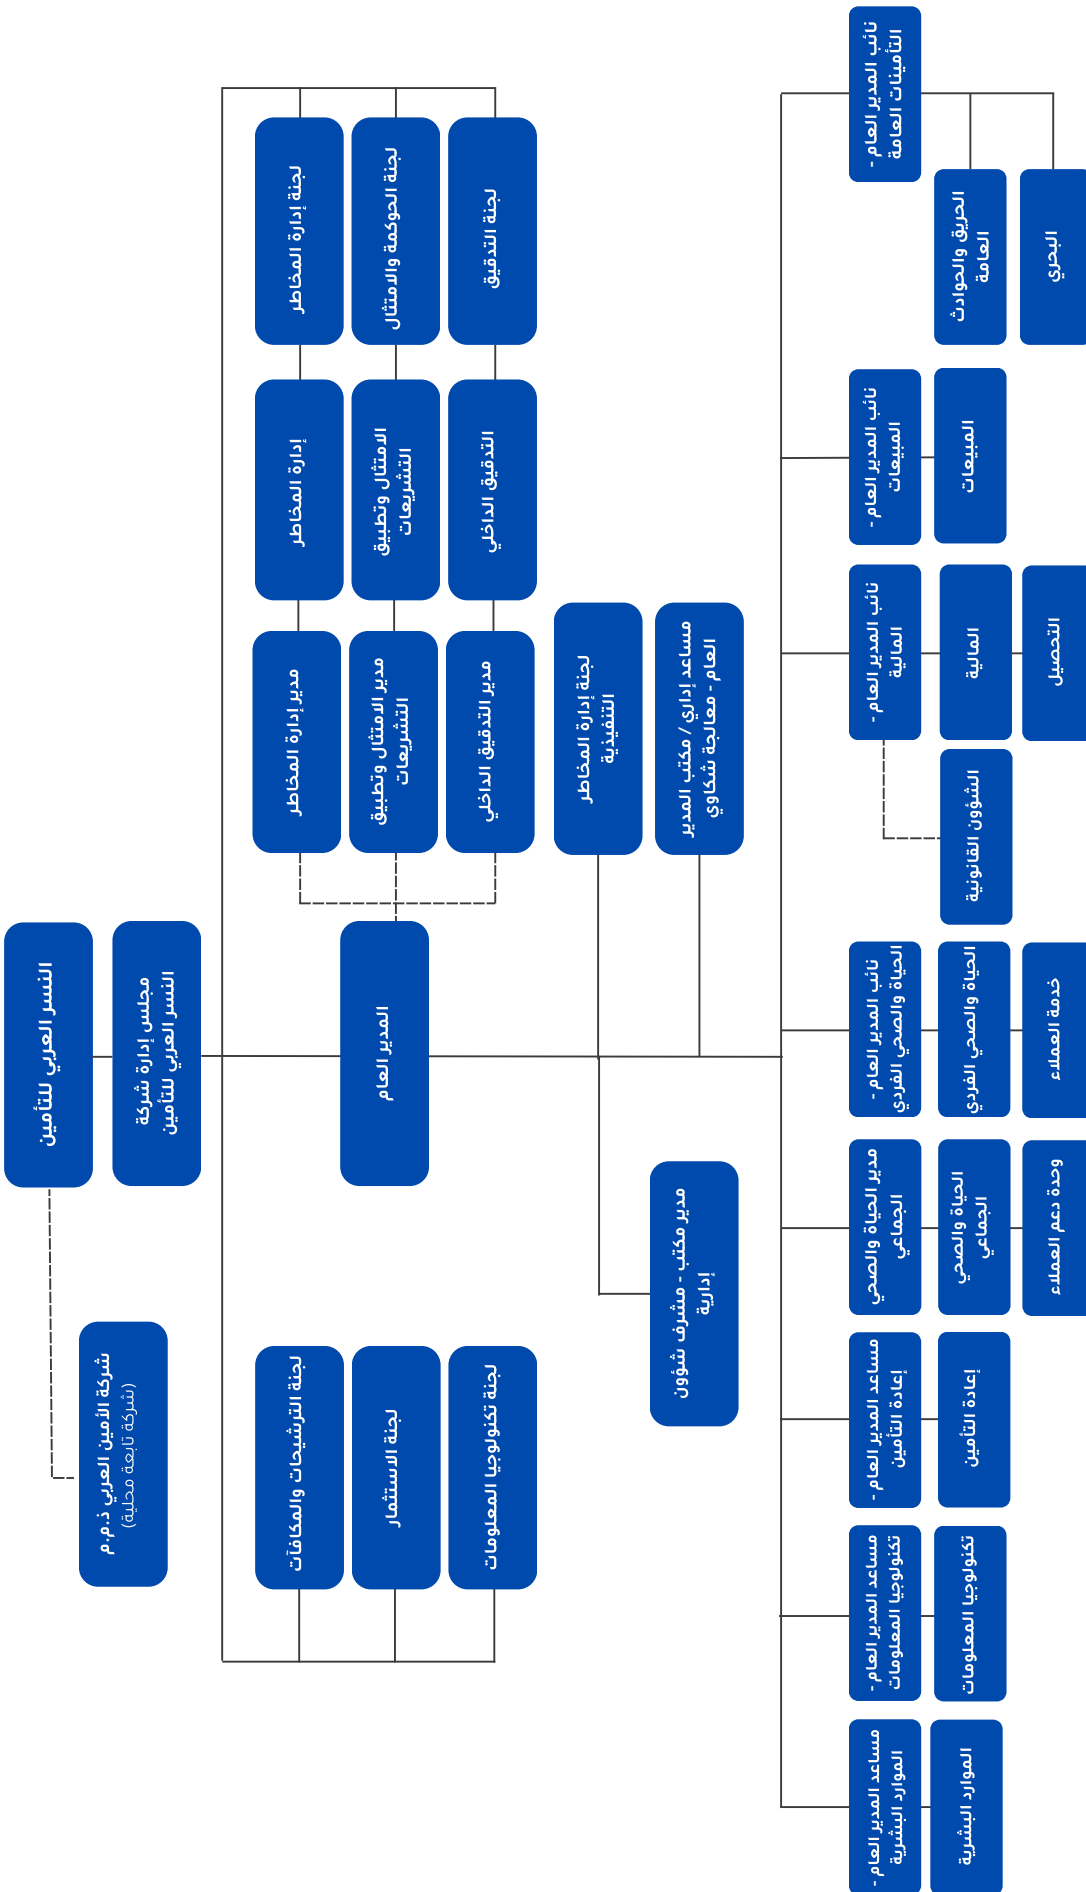 النسر العربي للتأمين
شركة الأمين العربي ذ.م.م
(شركة تابعة محلية)
مجلس إدارة شركة
النسر العربي للتأمين
لجنة إدارة المخاطر
لجنة الحوكمة والامتثال
لجنة التدقيق
إدارة المخاطر
الامتثال وتطبيق
التشريعات
التدقيق الداخلي
مدير إدارة المخاطر
مدير الامتثال وتطبيق
التشريعات
مدير التدقيق الداخلي
لجنة الترشيحات والمكافآت
لجنة الاستثمار
لجنة تكنولوجيا المعلومات
المدير العام
لجنة إدارة المخاطر
التنفيذية
مساعد إداري / مكتب المدير
العام - معالجة شكاوي
مدير مكتب - مشرف شؤون
إدارية
نائب المدير العام -
التأمينات العامة
الحريق والحوادث
العامة
البحري
نائب المدير العام -
المبيعات
المبيعات
نائب المدير العام -
المالية
المالية
التحصيل
الشؤون القانونية
نائب المدير العام -
الحياة والصحي الفردي
الحياة والصحي الفردي
خدمة العملاء
مدير الحياة والصحي
الجماعي
الحياة والصحي
الجماعي
وحدة دعم العملاء
مساعد المدير العام -
إعادة التأمين
إعادة التأمين
مساعد المدير العام -
تكنولوجيا المعلومات
تكنولوجيا المعلومات
مساعد المدير العام -
الموارد البشرية
الموارد البشرية